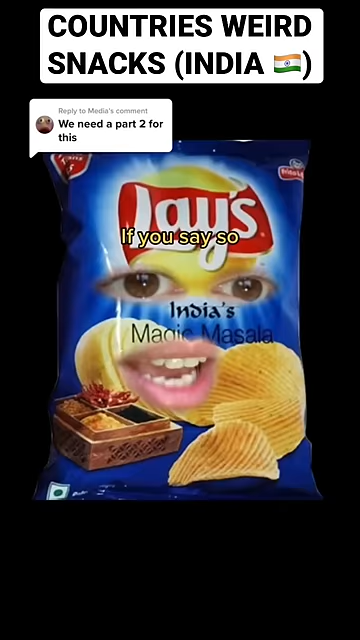 COUNTRIES WEIRD
SNACKS (INDIA 🇮🇳)
Reply to Media's comment
We need a part 2 for
this
Lay's
If you say so
India's
Magic Masala